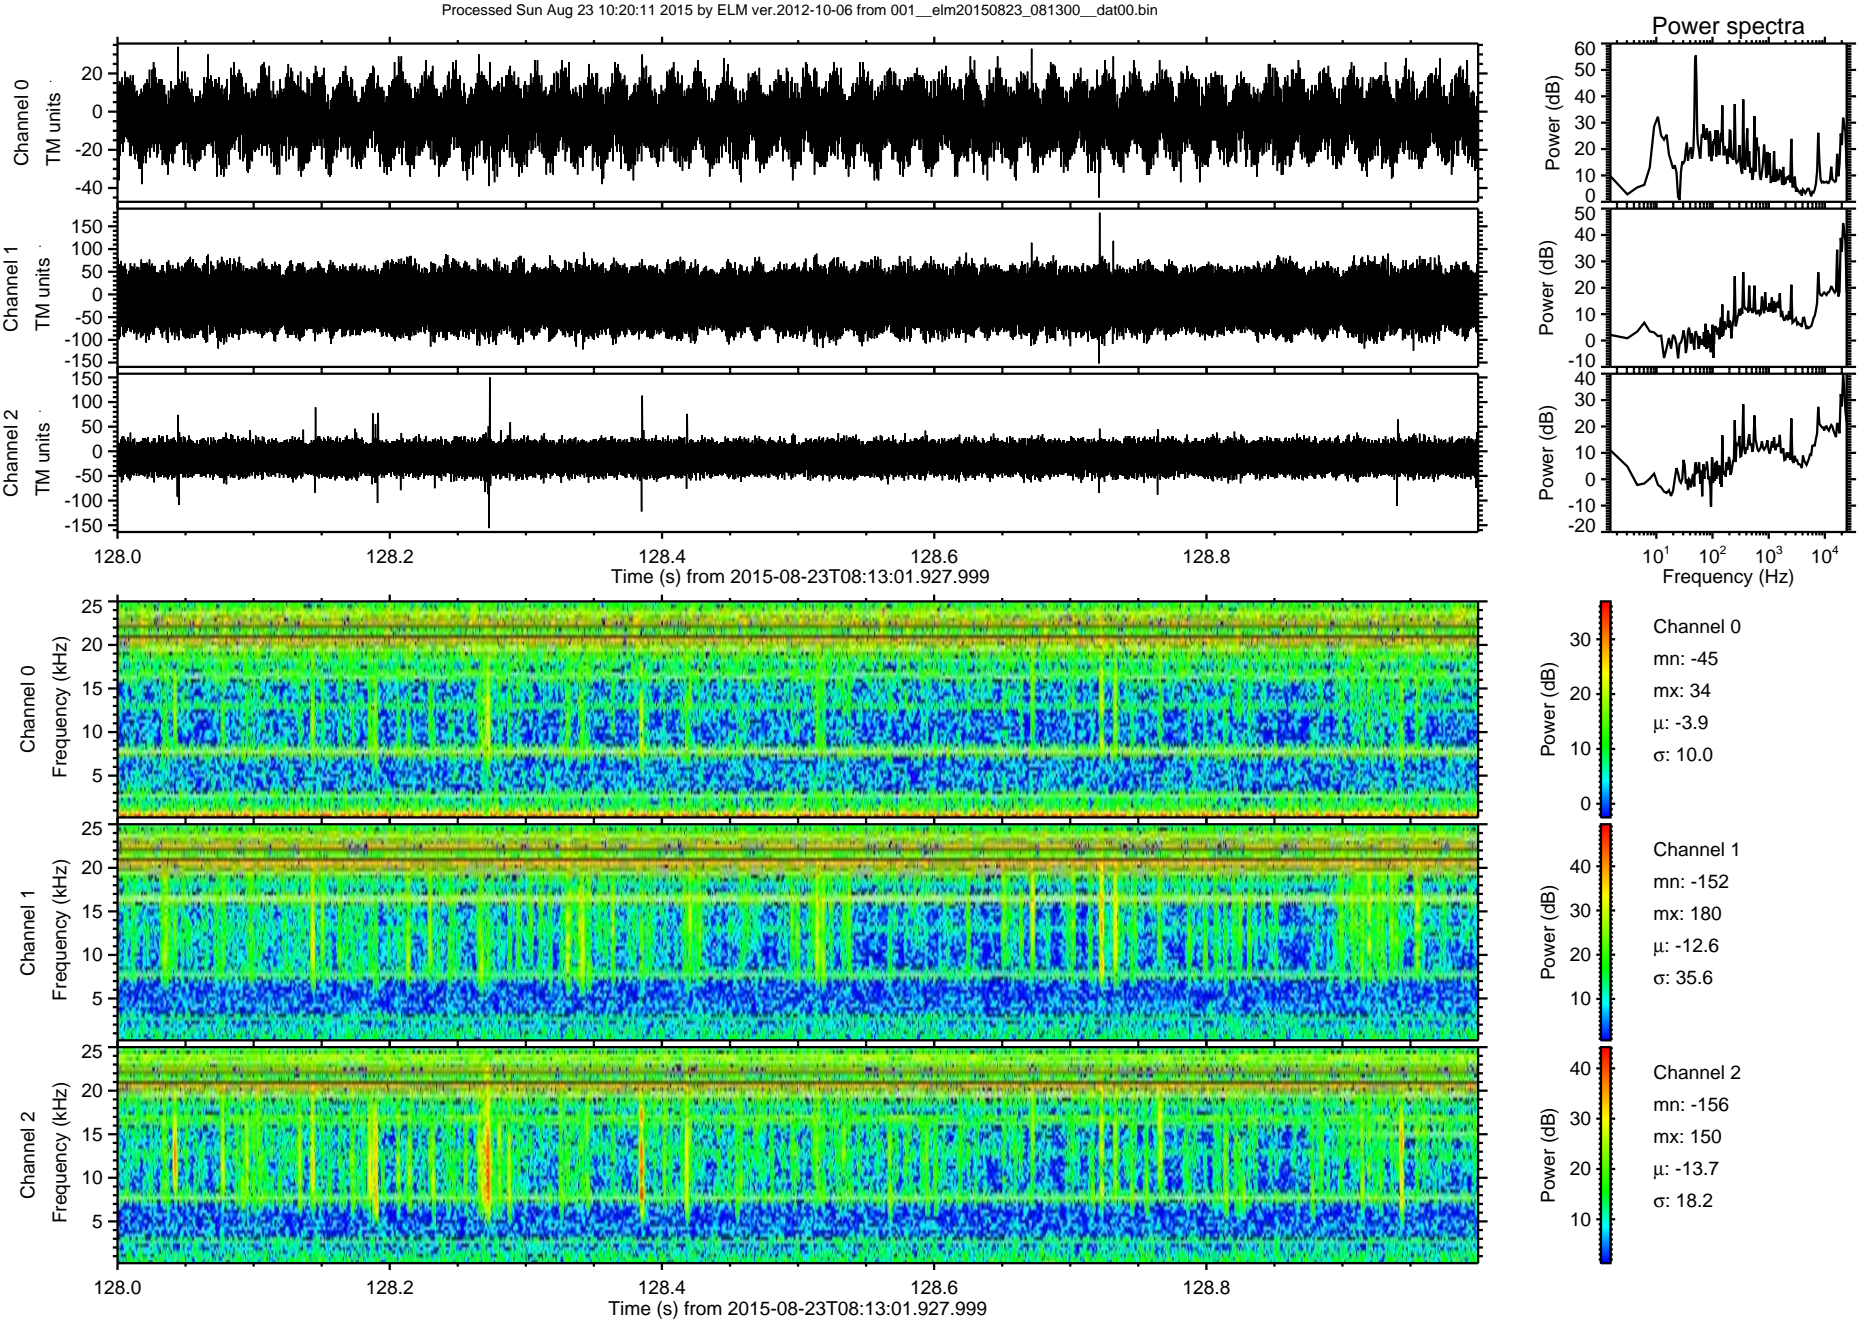 Processed Sun Aug 23 10:20:11 2015 by ELM ver.2012-10-06 from 001__elm20150823_081300__dat00.bin
Power spectra
Channel 0
TM units
20
0
-20
-40
Power (dB)
60
50
40
30
20
10
0
Channel 1
TM units
150
100
50
0
-50
-100
-150
Power (dB)
50
40
30
20
10
0
-10
Channel 2
TM units
150
100
50
0
-50
-100
-150
Power (dB)
40
30
20
10
0
-10
-20
128.0 128.2 128.4 128.6 128.8
Time (s) from 2015-08-23T08:13:01.927.999
10¹ 10² 10³ 10⁴
Frequency (Hz)
Channel 0
Frequency (kHz)
25
20
15
10
5
Power (dB)
30
20
10
0
Channel 0
mn: -45
mx: 34
μ: -3.9
σ: 10.0
Channel 1
Frequency (kHz)
25
20
15
10
5
Power (dB)
40
30
20
10
Channel 1
mn: -152
mx: 180
μ: -12.6
σ: 35.6
Channel 2
Frequency (kHz)
25
20
15
10
5
Power (dB)
40
30
20
10
Channel 2
mn: -156
mx: 150
μ: -13.7
σ: 18.2
128.0 128.2 128.4 128.6 128.8
Time (s) from 2015-08-23T08:13:01.927.999